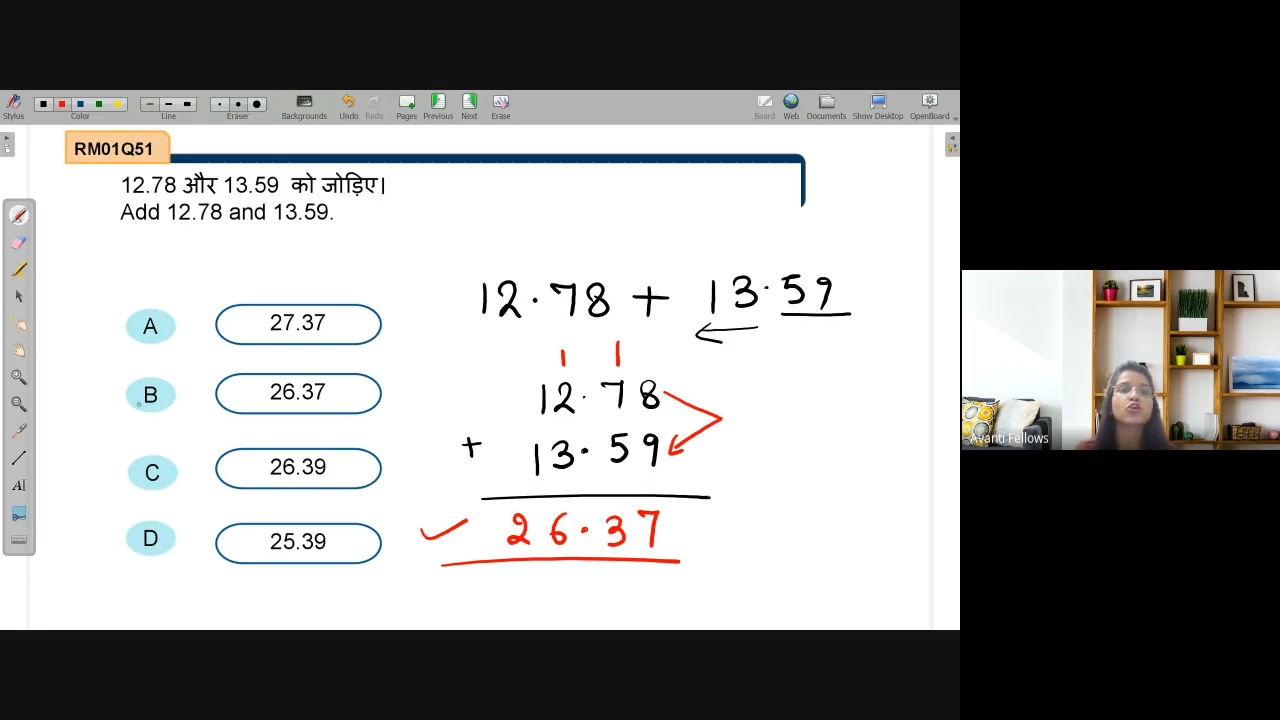 Stylus
Color
Line
Eraser
Backgrounds
Undo
Redo
Pages
Previous
Next
Erase
Board
Web
Documents
Show Desktop
OpenBoard
RM01Q51
12.78 और 13.59 को जोड़िए।
Add 12.78 and 13.59.
12.78 + 13.59
A 27.37
1 1
B 26.37
12.78
+ 13.59
C 26.39
26.37
D 25.39
AI
Avanti Fellows